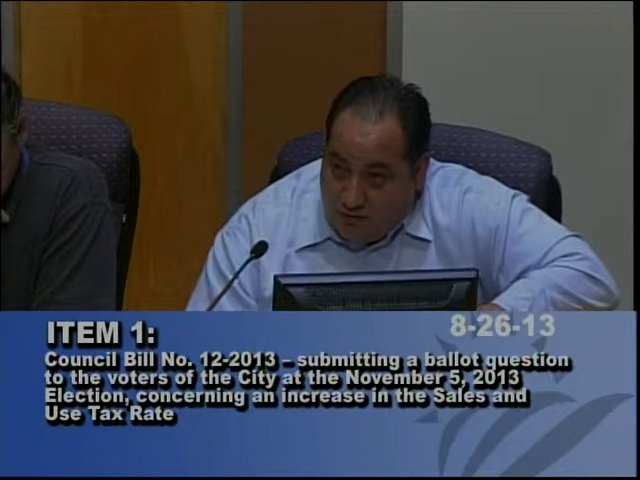 ITEM 1: 8-26-13
Council Bill No. 12-2013 – submitting a ballot question
to the voters of the City at the November 5, 2013
Election, concerning an increase in the Sales and
Use Tax Rate